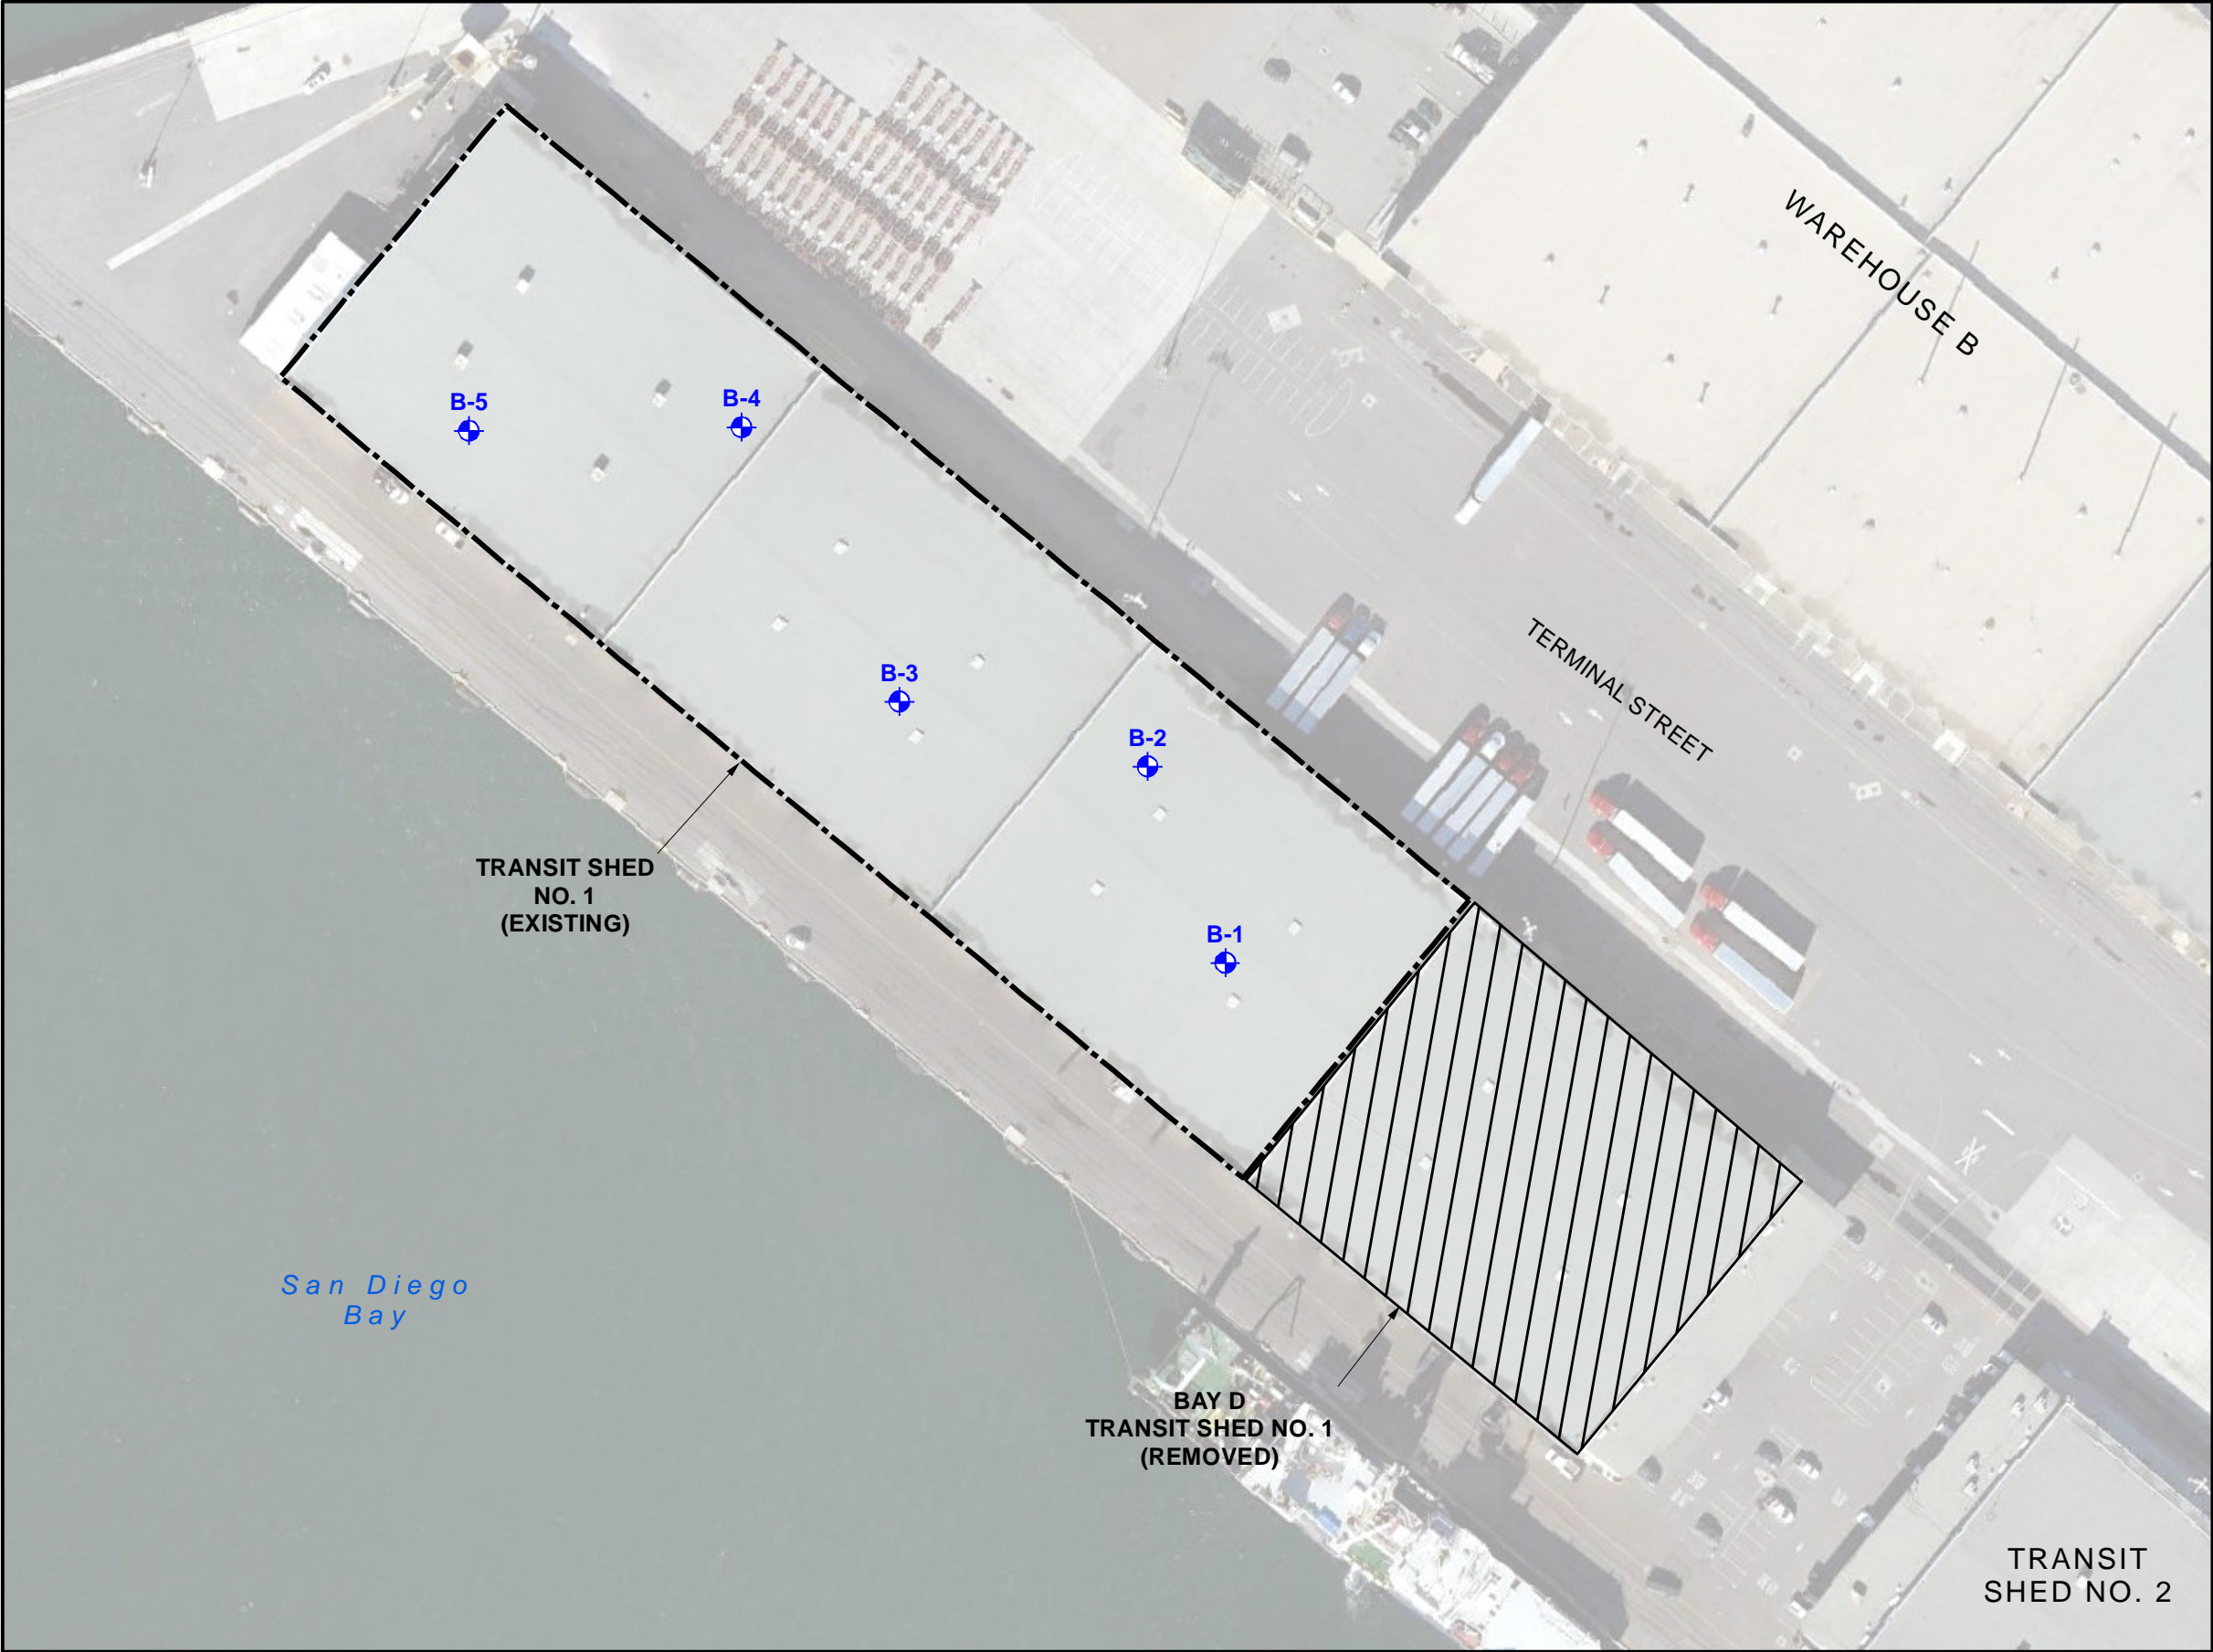 WAREHOUSE B
B-5
B-4
TERMINAL STREET
B-3
B-2
TRANSIT SHED
NO. 1
(EXISTING)
B-1
San Diego
Bay
BAY D
TRANSIT SHED NO. 1
(REMOVED)
TRANSIT
SHED NO. 2